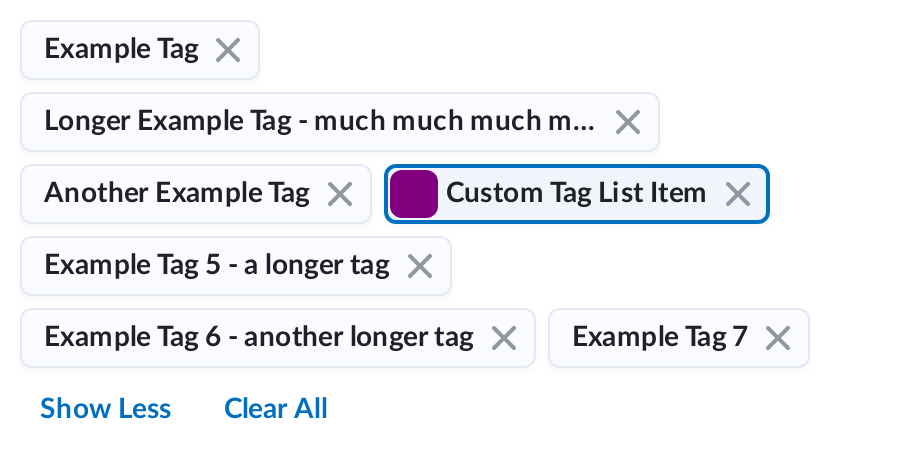 Example Tag
Longer Example Tag - much much much m...
Another Example Tag
Custom Tag List Item
Example Tag 5 - a longer tag
Example Tag 6 - another longer tag
Example Tag 7
Show Less
Clear All